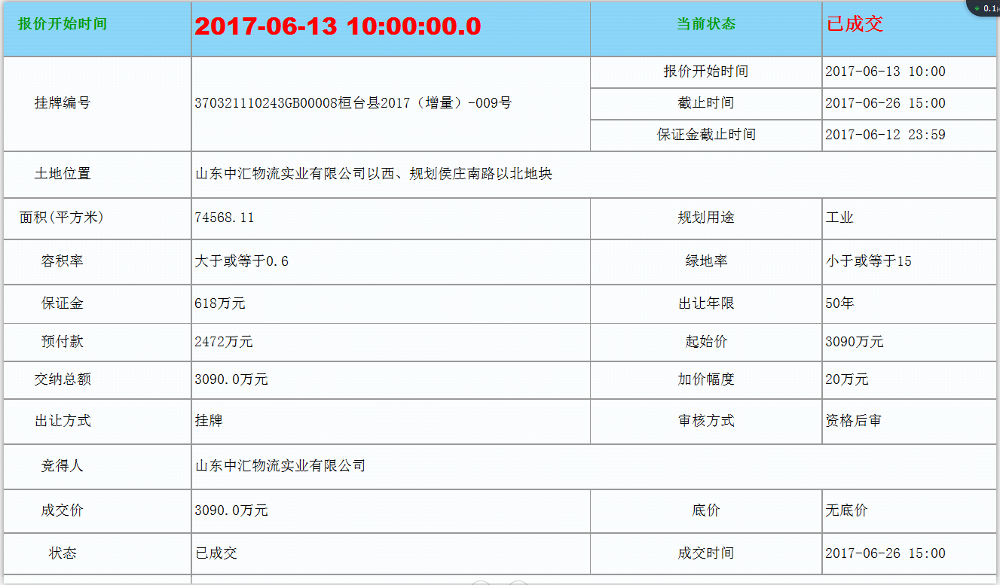 报价开始时间 2017-06-13 10:00:00.0 当前状态 已成交
挂牌编号 370321110243GB00008桓台县2017（增量）-009号 报价开始时间 2017-06-13 10:00
截止时间 2017-06-26 15:00
保证金截止时间 2017-06-12 23:59
土地位置 山东中汇物流实业有限公司以西、规划侯庄南路以北地块
面积(平方米) 74568.11 规划用途 工业
容积率 大于或等于0.6 绿地率 小于或等于15
保证金 618万元 出让年限 50年
预付款 2472万元 起始价 3090万元
交纳总额 3090.0万元 加价幅度 20万元
出让方式 挂牌 审核方式 资格后审
竞得人 山东中汇物流实业有限公司
成交价 3090.0万元 底价 无底价
状态 已成交 成交时间 2017-06-26 15:00